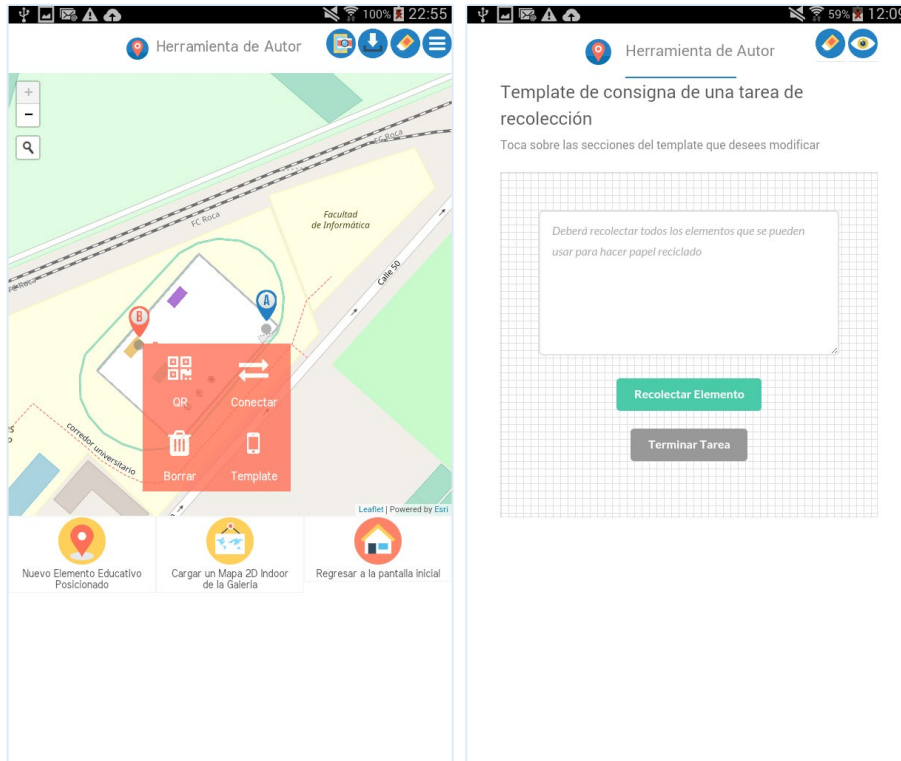 100% 22:55
Herramienta de Autor
+
-
FC Roca
FC Roca
FC Roca
Facultad
de Informática
Calle 50
A
B
QR
Conectar
Borrar
Template
corredor universitario
Leaflet | Powered by Esri
Nuevo Elemento Educativo
Posicionado
Cargar un Mapa 2D Indoor
de la Galería
Regresar a la pantalla inicial
59% 12:09
Herramienta de Autor
Template de consigna de una tarea de
recolección
Toca sobre las secciones del template que desees modificar
Deberá recolectar todos los elementos que se pueden
usar para hacer papel reciclado
Recolectar Elemento
Terminar Tarea